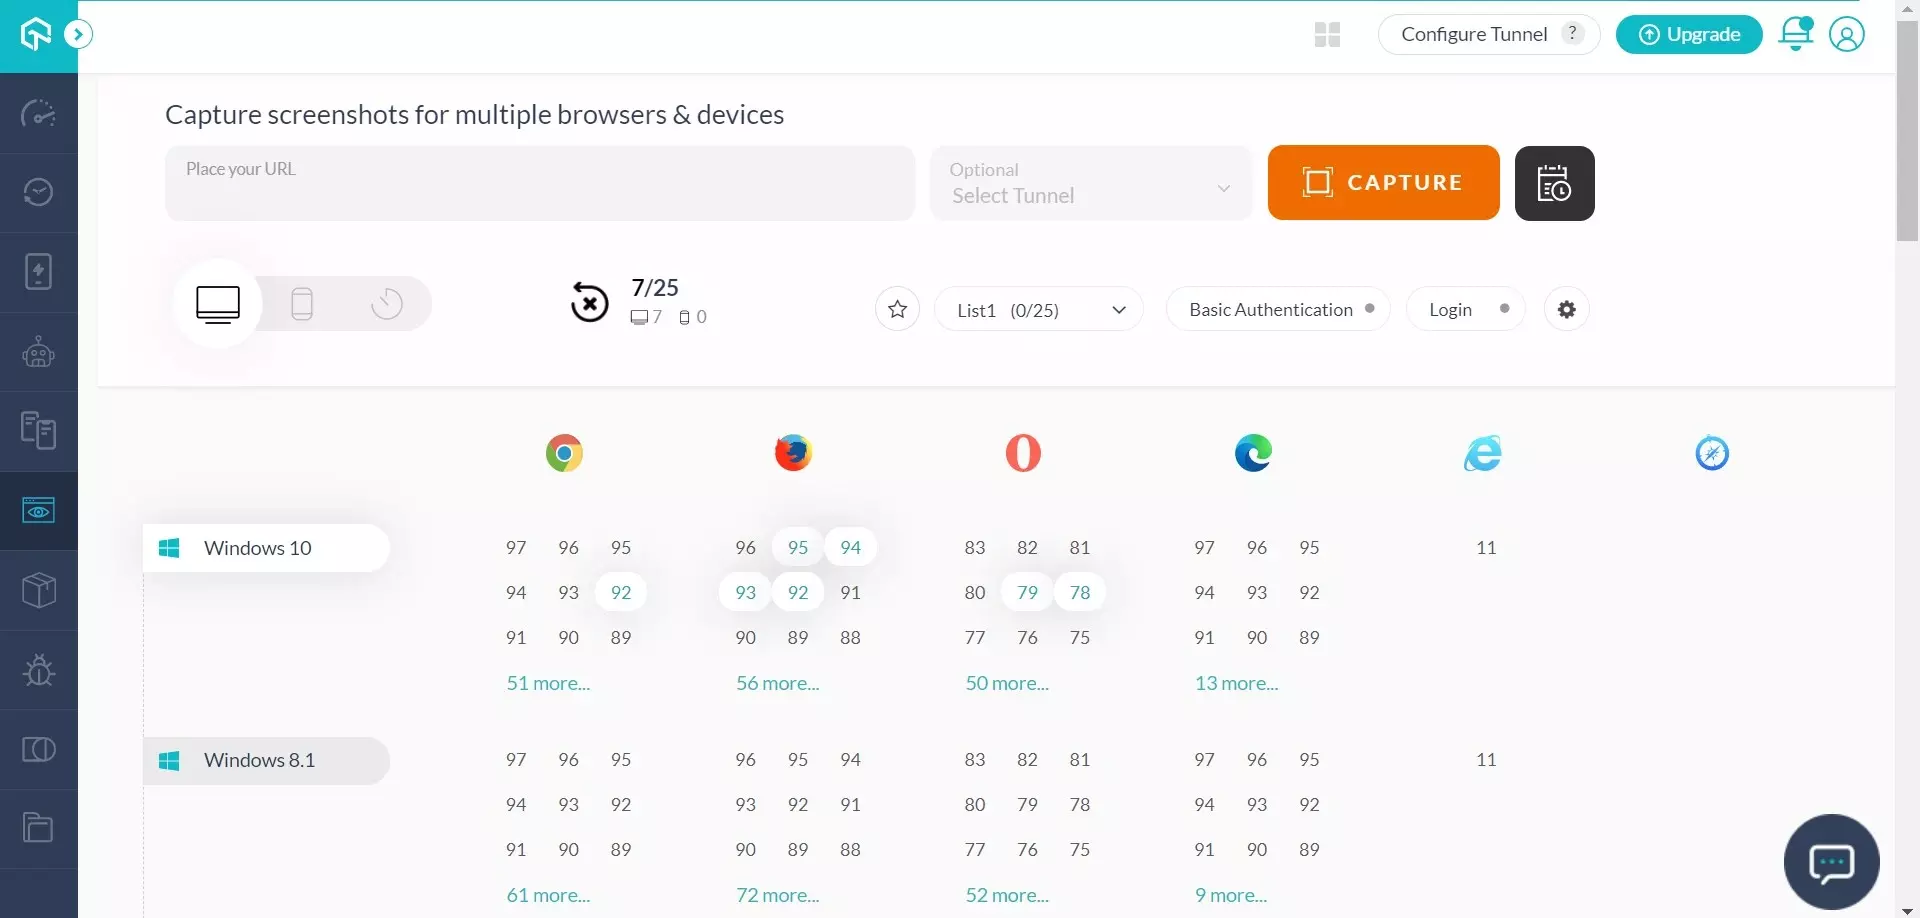 Configure Tunnel ? Upgrade
Capture screenshots for multiple browsers & devices
Place your URL
Optional
Select Tunnel
CAPTURE
7/25
7 0
List1 (0/25)
Basic Authentication
Login
Windows 10
97 96 95 96 95 94 83 82 81 97 96 95 11
94 93 92 93 92 91 80 79 78 94 93 92
91 90 89 90 89 88 77 76 75 91 90 89
51 more... 56 more... 50 more... 13 more...
Windows 8.1
97 96 95 96 95 94 83 82 81 97 96 95 11
94 93 92 93 92 91 80 79 78 94 93 92
91 90 89 90 89 88 77 76 75 91 90 89
61 more... 72 more... 52 more... 9 more...